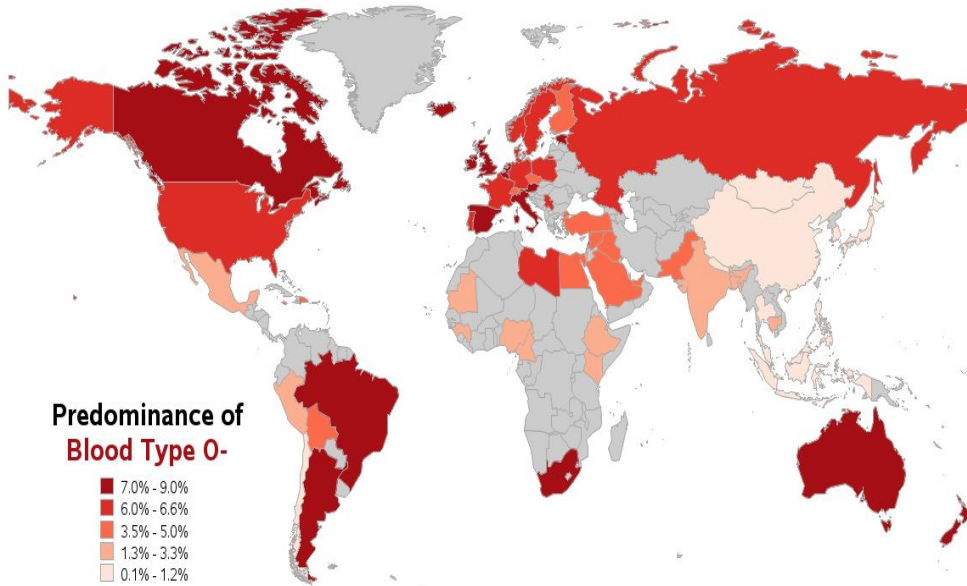 Predominance of
Blood Type O-
7.0% - 9.0%
6.0% - 6.6%
3.5% - 5.0%
1.3% - 3.3%
0.1% - 1.2%